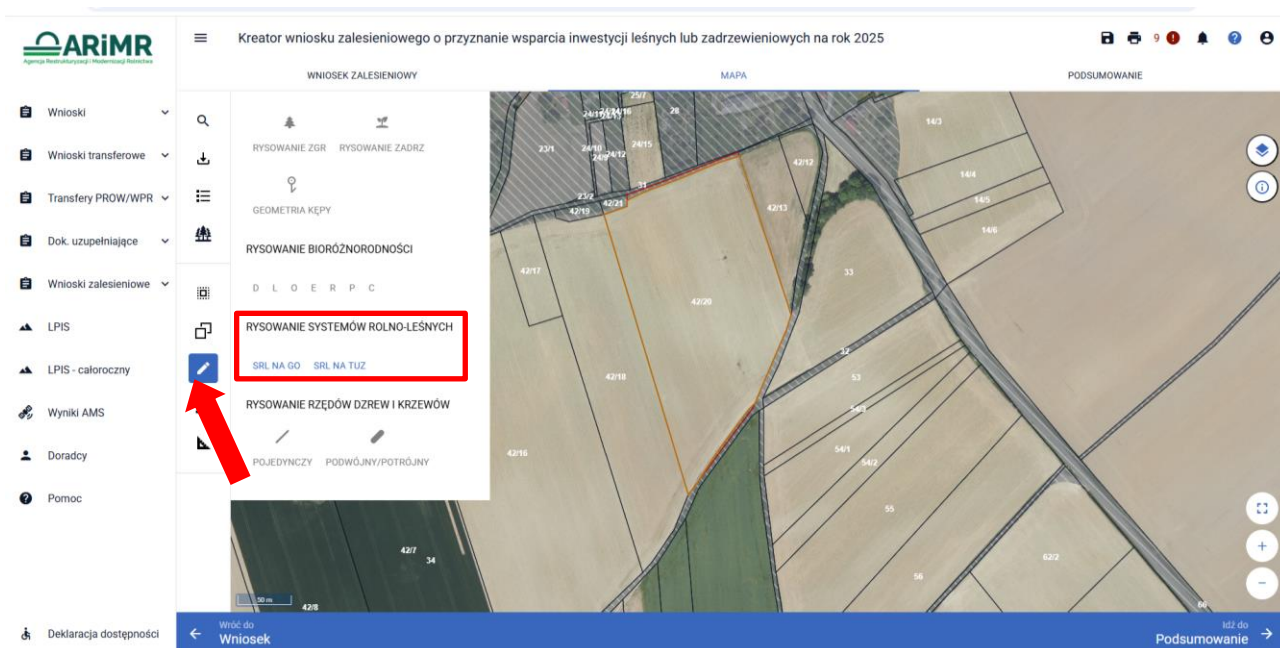 ARiMR
Agencja Restrukturyzacji i Modernizacji Rolnictwa
Kreator wniosku zalesieniowego o przyznanie wsparcia inwestycji leśnych lub zadrzewieniowych na rok 2025
9
WNIOSEK ZALESIENIOWY
MAPA
PODSUMOWANIE
Wnioski
Wnioski transferowe
Transfery PROW/WPR
Dok. uzupełniające
Wnioski zalesieniowe
LPIS
LPIS - całoroczny
Wyniki AMS
Doradcy
Pomoc
Deklaracja dostępności
RYSOWANIE ZGR RYSOWANIE ZADRZ
GEOMETRIA KĘPY
RYSOWANIE BIORÓŻNORODNOŚCI
D L O E R P C
RYSOWANIE SYSTEMÓW ROLNO-LEŚNYCH
SRL NA GO SRL NA TUZ
RYSOWANIE RZĘDÓW DRZEW I KRZEWÓW
POJEDYNCZY PODWÓJNY/POTRÓJNY
25/7
28
24/15
23/1
24/10
24/12
31
23/2
42/21
42/19
42/12
42/13
14/3
14/4
14/5
14/6
42/17
33
42/20
32
42/18
53
54/3
42/16
54/1
54/2
55
42/7
34
62/2
56
42/8
66
50 m
Wróć do
Wniosek
Idź do
Podsumowanie